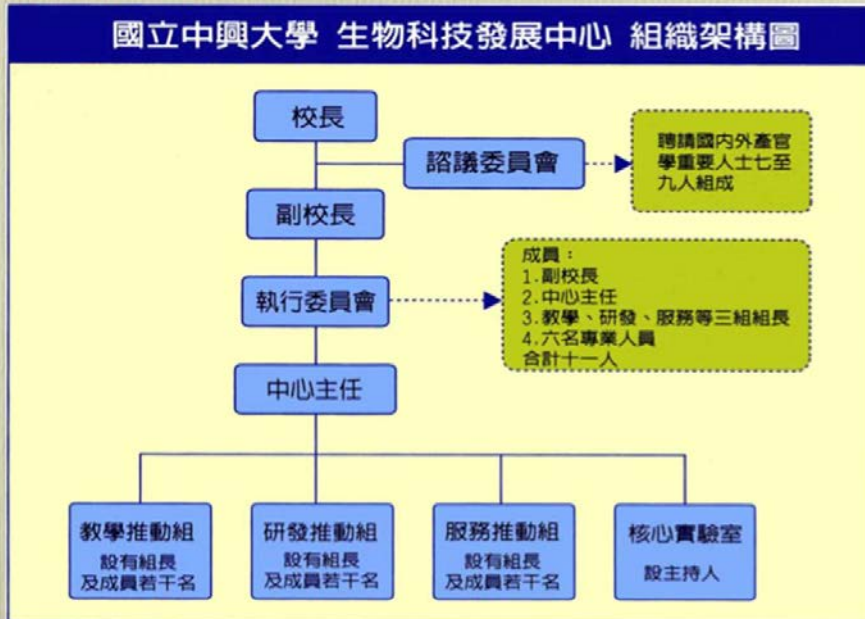 國立中興大學 生物科技發展中心 組織架構圖
校長
諮議委員會
聘請國內外產官
學重要人士七至
九人組成
副校長
執行委員會
成員：
1.副校長
2.中心主任
3.教學、研發、服務等三組組長
4.六名專業人員
合計十一人
中心主任
教學推動組
設有組長
及成員若干名
研發推動組
設有組長
及成員若干名
服務推動組
設有組長
及成員若干名
核心實驗室
設主持人